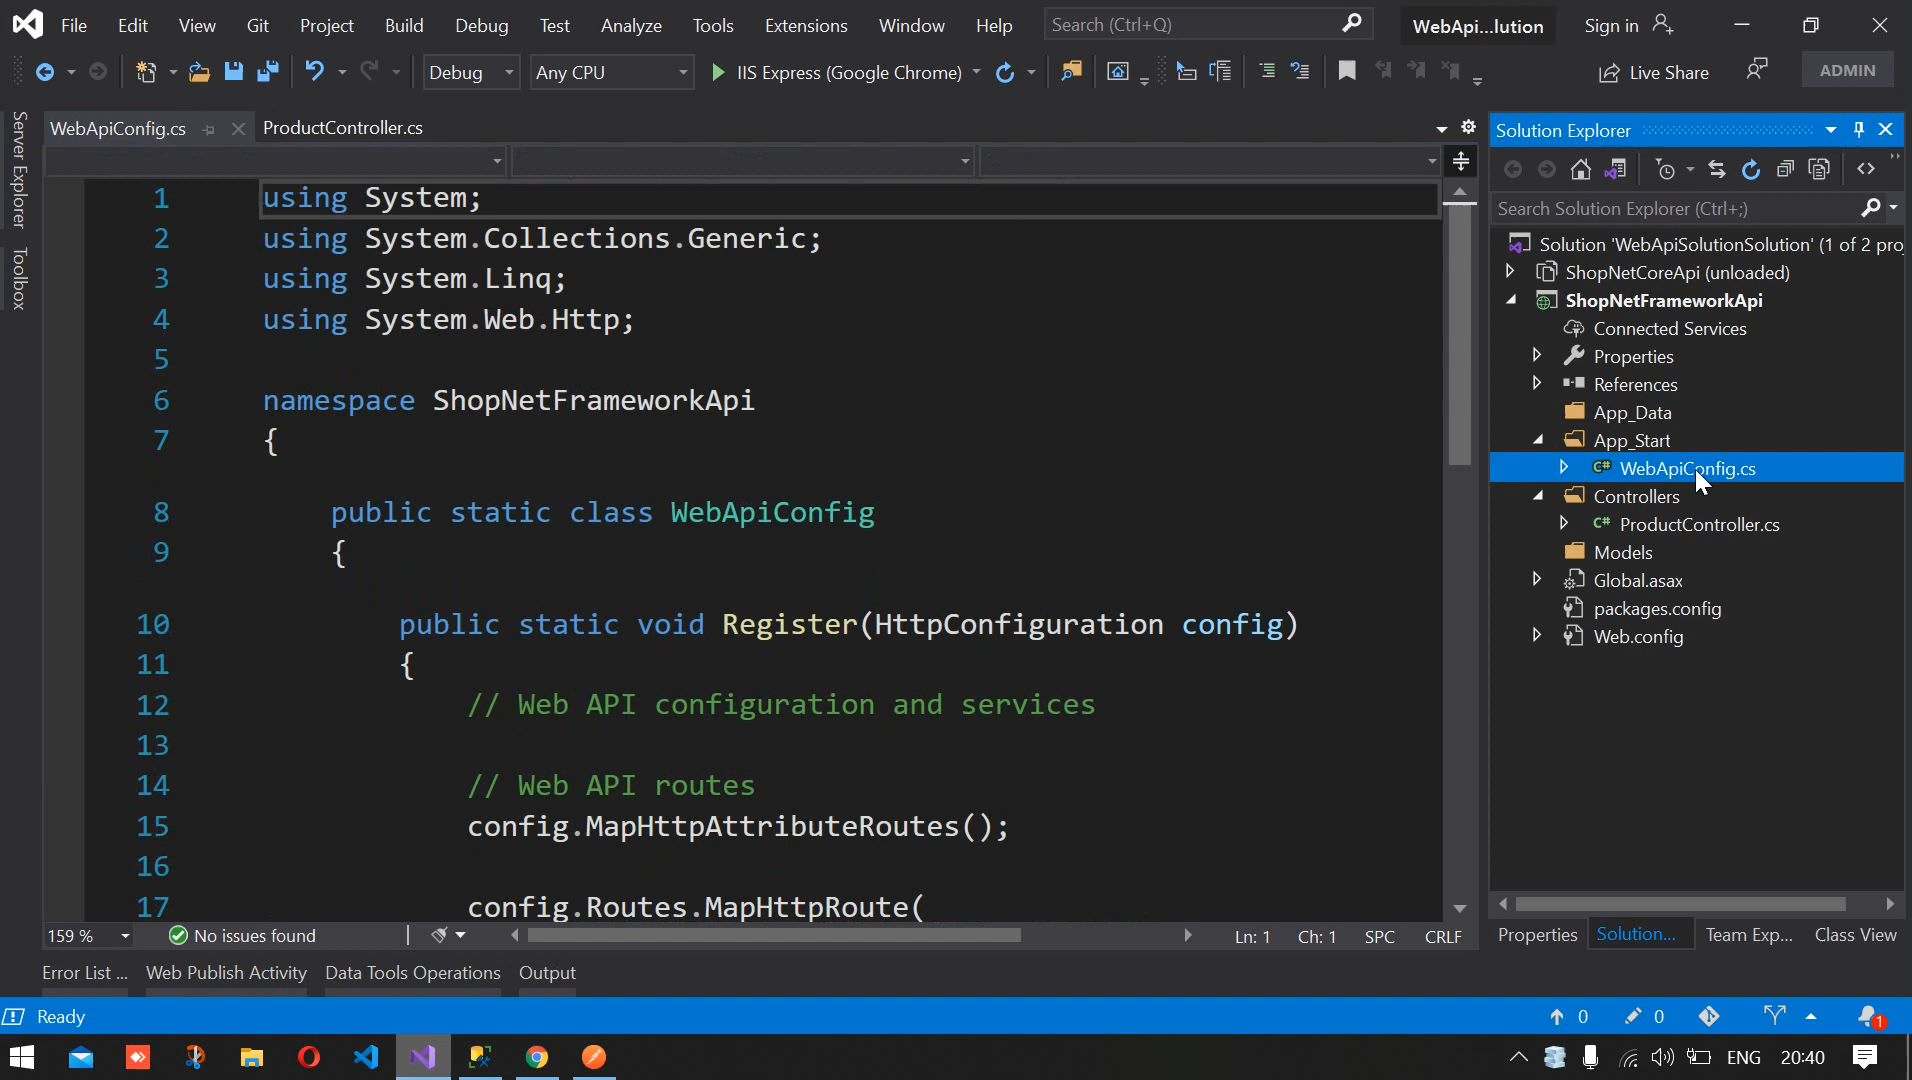 File Edit View Git Project Build Debug Test Analyze Tools Extensions Window Help Search (Ctrl+Q) WebApi...lution Sign in
Debug Any CPU IIS Express (Google Chrome) Live Share ADMIN
Server Explorer
Toolbox
WebApiConfig.cs ProductController.cs
1 using System;
2 using System.Collections.Generic;
3 using System.Linq;
4 using System.Web.Http;
5
6 namespace ShopNetFrameworkApi
7 {
8 public static class WebApiConfig
9 {
10 public static void Register(HttpConfiguration config)
11 {
12 // Web API configuration and services
13
14 // Web API routes
15 config.MapHttpAttributeRoutes();
16
17 config.Routes.MapHttpRoute(
159 % No issues found Ln: 1 Ch: 1 SPC CRLF
Solution Explorer
Search Solution Explorer (Ctrl+;)
Solution 'WebApiSolutionSolution' (1 of 2 pro
ShopNetCoreApi (unloaded)
ShopNetFrameworkApi
Connected Services
Properties
References
App_Data
App_Start
C# WebApiConfig.cs
Controllers
C# ProductController.cs
Models
Global.asax
packages.config
Web.config
Properties Solution... Team Exp... Class View
Error List ... Web Publish Activity Data Tools Operations Output
Ready 0 0 1
ENG 20:40